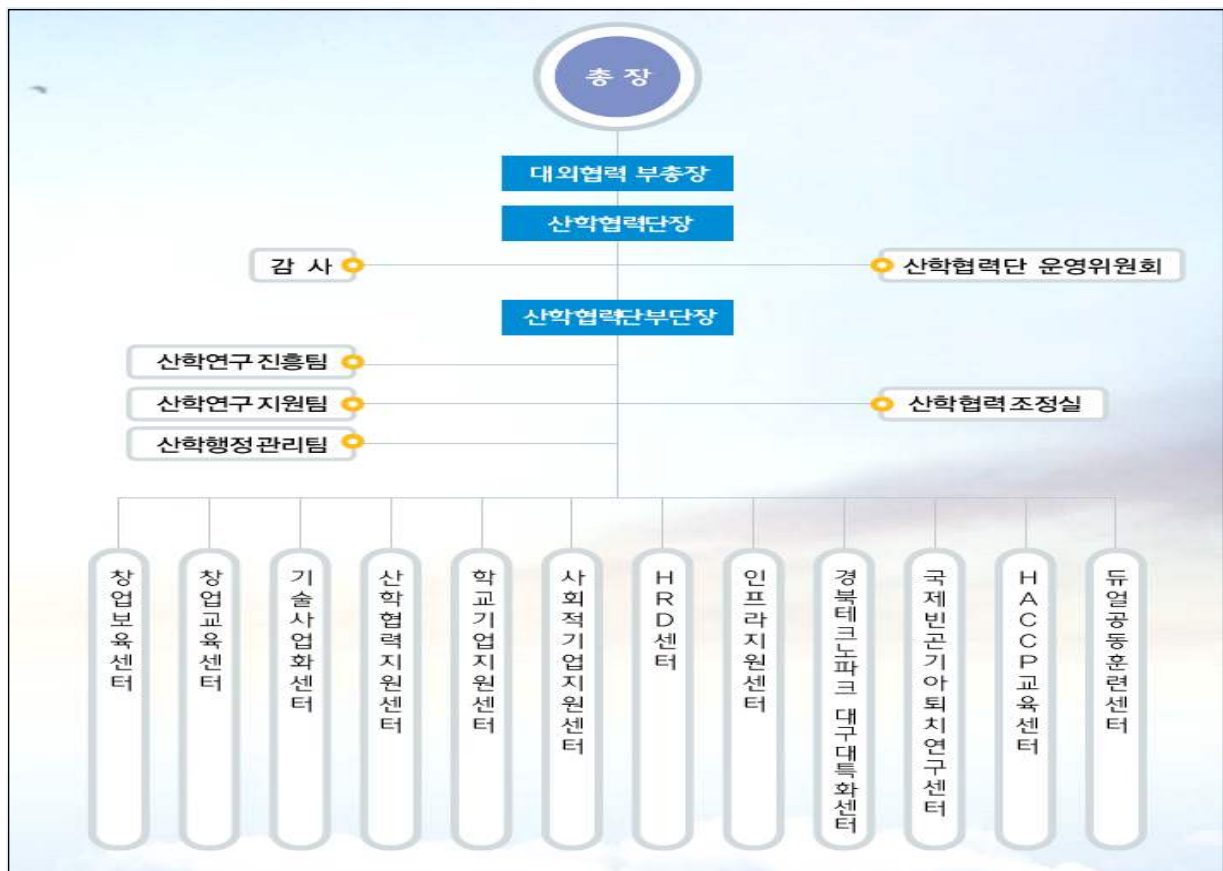 총 장
대외협력 부총장
산학협력단장
감 사
산학협력단 운영위원회
산학협력단부단장
산학연구 진흥팀
산학연구 지원팀
산학협력 조정실
산학행정 관리팀
창업보육센터
창업교육센터
기술사업화센터
산학협력지원센터
학교기업지원센터
사회적기업지원센터
HRD센터
인프라지원센터
경북테크노파크 대구대특화센터
국제빈곤기아퇴치연구센터
HACCP교육센터
듀얼공동훈련센터